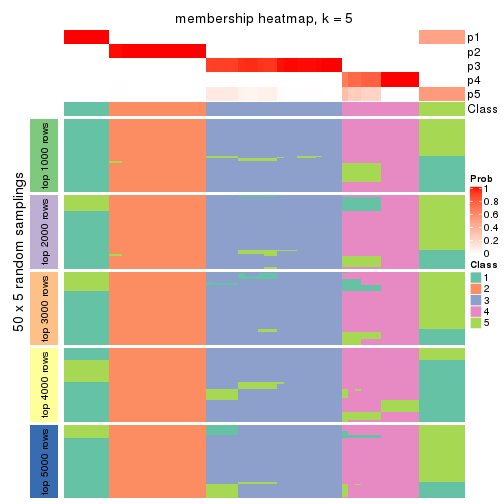 membership heatmap, k = 5
p1
p2
p3
p4
p5
Class
50 x 5 random samplings
top 1000 rows
top 2000 rows
top 3000 rows
top 4000 rows
top 5000 rows
Prob
1
0.8
0.6
0.4
0.2
0
Class
1
2
3
4
5